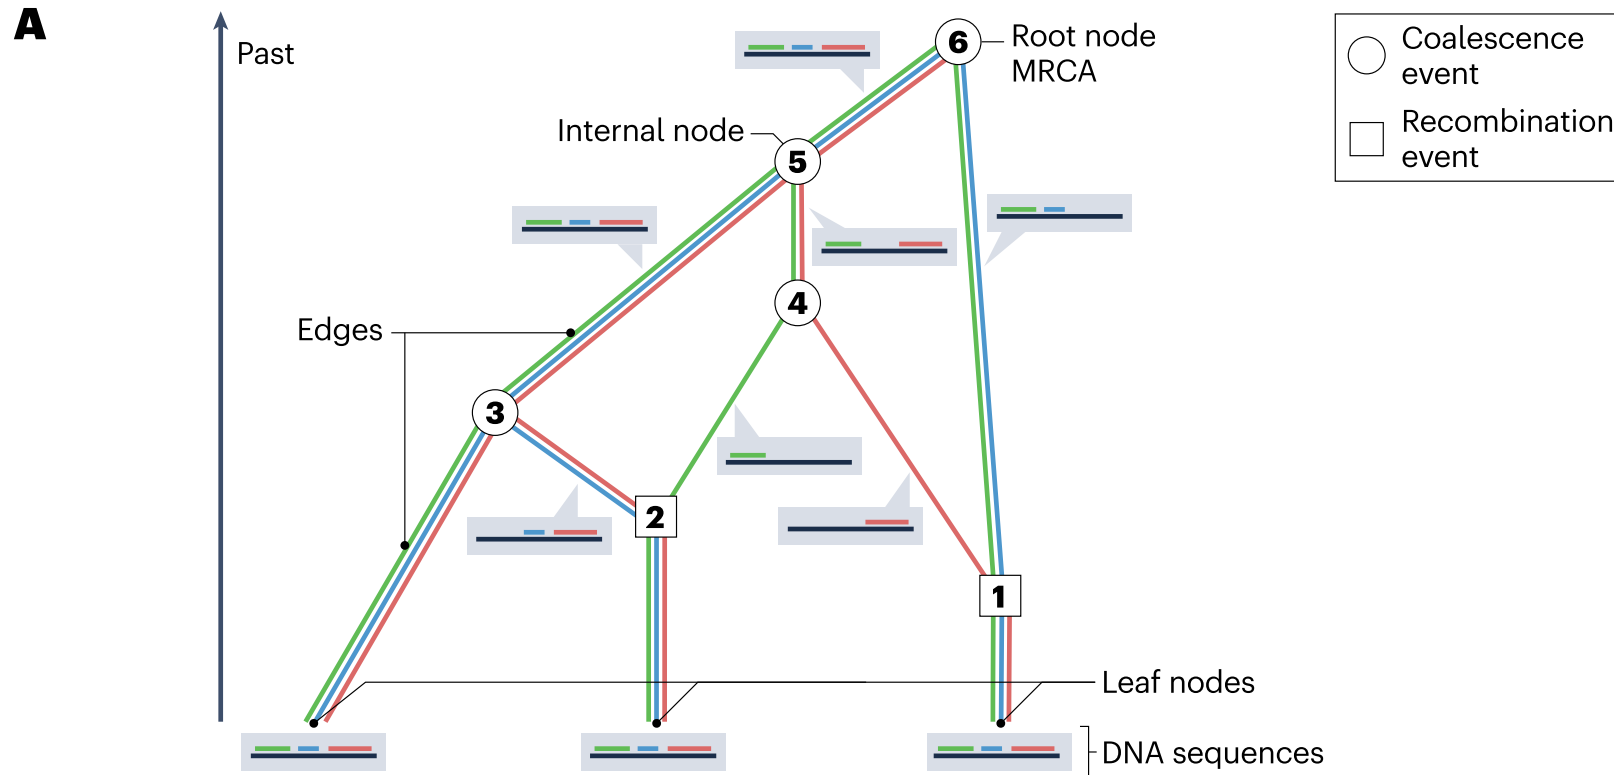 A
Past
6
Root node
MRCA
Coalescence
event
Recombination
event
Internal node
5
4
Edges
3
2
1
Leaf nodes
DNA sequences